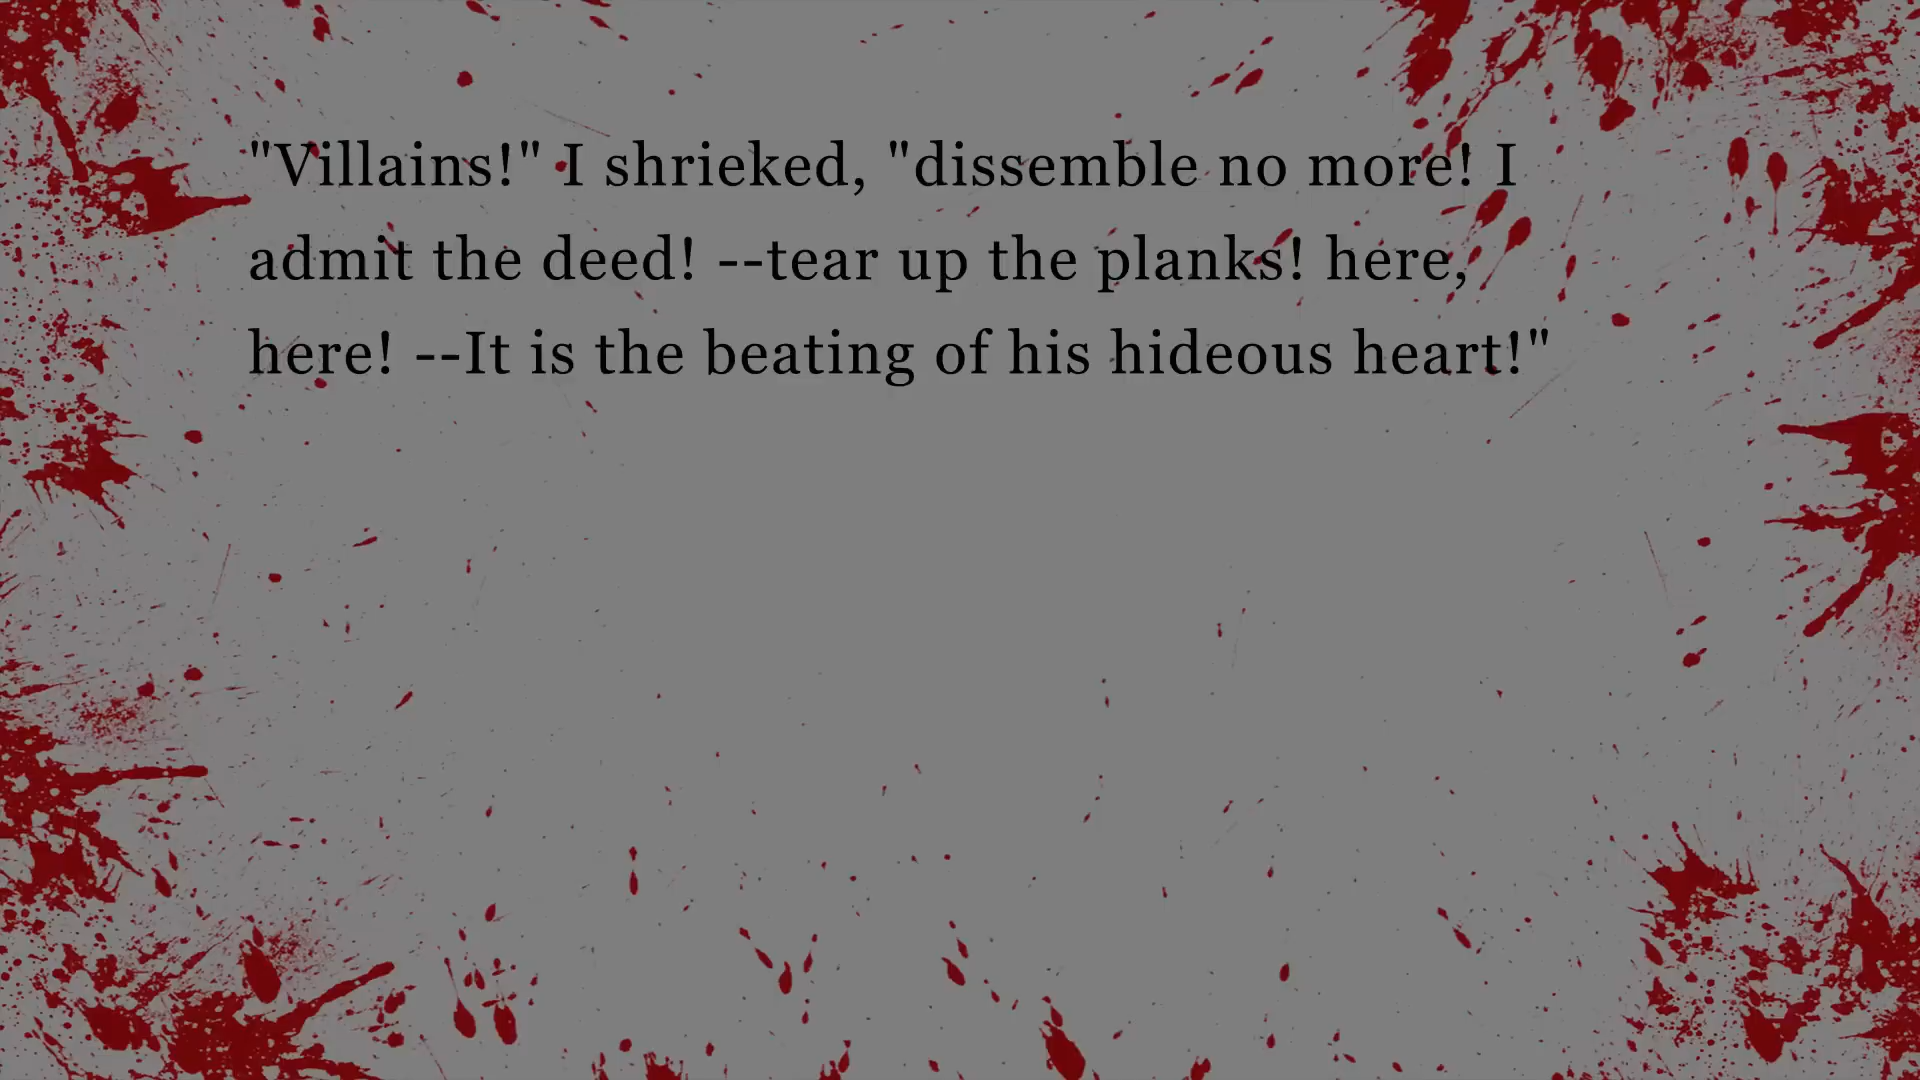 "Villains!" I shrieked, "dissemble no more! I
admit the deed! --tear up the planks! here,
here! --It is the beating of his hideous heart!"